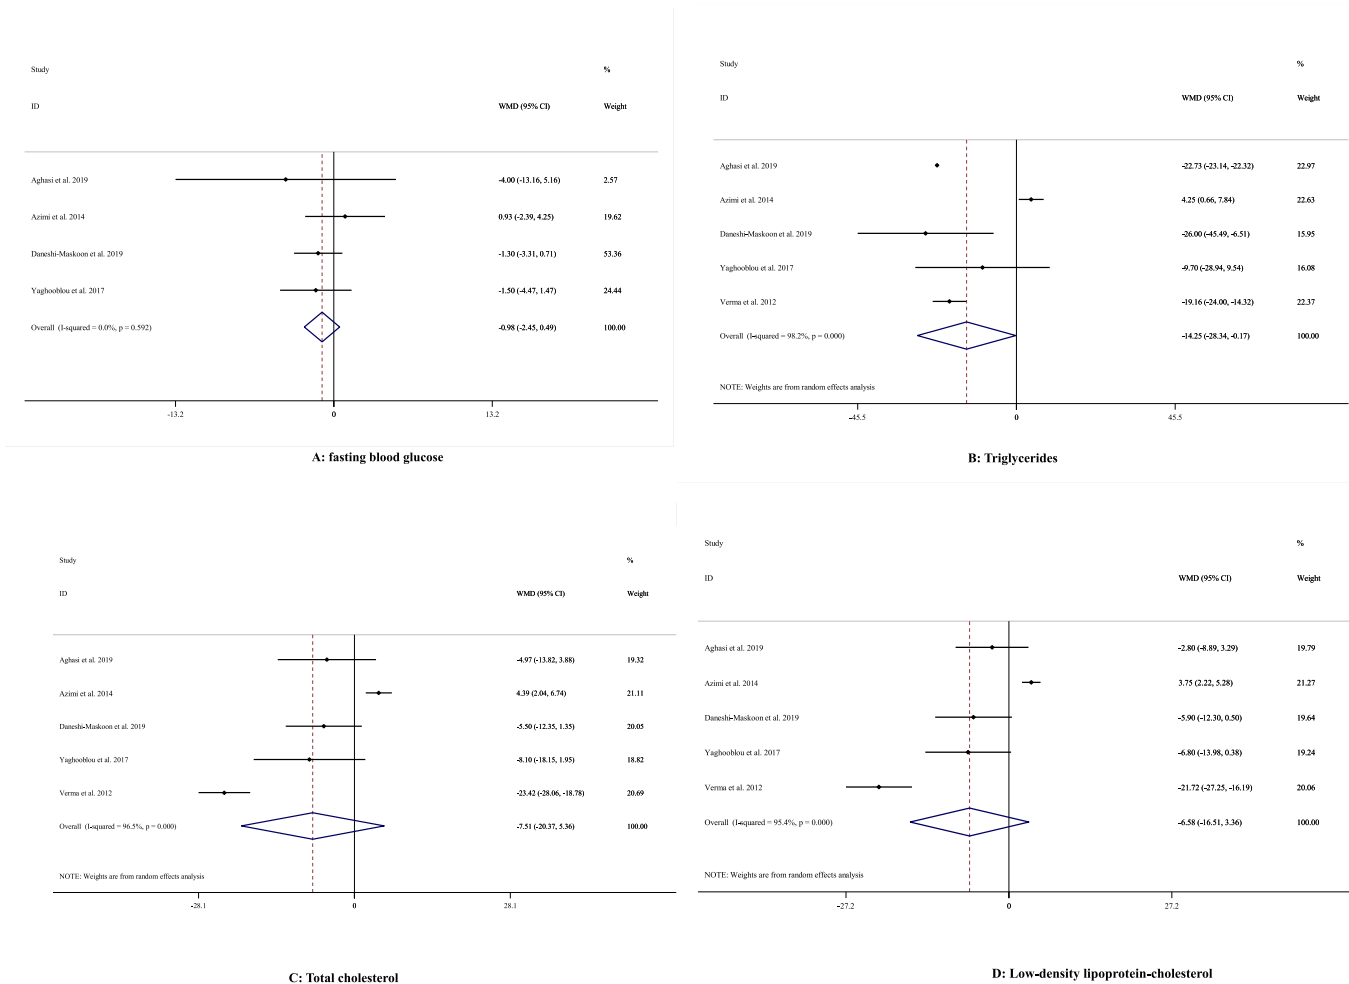 Study %
ID WMD (95% CI) Weight
Aghasi et al. 2019 -4.00 (-13.16, 5.16) 2.57
Azimi et al. 2014 0.93 (-2.39, 4.25) 19.62
Daneshi-Maskoon et al. 2019 -1.30 (-3.31, 0.71) 53.36
Yaghooblou et al. 2017 -1.50 (-4.47, 1.47) 24.44
Overall (I-squared = 0.0%, p = 0.592) -0.98 (-2.45, 0.49) 100.00
-13.2 0 13.2
A: fasting blood glucose
Study %
ID WMD (95% CI) Weight
Aghasi et al. 2019 -22.73 (-23.14, -22.32) 22.97
Azimi et al. 2014 4.25 (0.66, 7.84) 22.63
Daneshi-Maskoon et al. 2019 -26.00 (-45.49, -6.51) 15.95
Yaghooblou et al. 2017 -9.70 (-28.94, 9.54) 16.08
Verma et al. 2012 -19.16 (-24.00, -14.32) 22.37
Overall (I-squared = 98.2%, p = 0.000) -14.25 (-28.34, -0.17) 100.00
NOTE: Weights are from random effects analysis
-45.5 0 45.5
B: Triglycerides
Study %
ID WMD (95% CI) Weight
Aghasi et al. 2019 -4.97 (-13.82, 3.88) 19.32
Azimi et al. 2014 4.39 (2.04, 6.74) 21.11
Daneshi-Maskoon et al. 2019 -5.50 (-12.35, 1.35) 20.05
Yaghooblou et al. 2017 -8.10 (-18.15, 1.95) 18.82
Verma et al. 2012 -23.42 (-28.06, -18.78) 20.69
Overall (I-squared = 96.5%, p = 0.000) -7.51 (-20.37, 5.36) 100.00
NOTE: Weights are from random effects analysis
-28.1 0 28.1
C: Total cholesterol
Study %
ID WMD (95% CI) Weight
Aghasi et al. 2019 -2.80 (-8.89, 3.29) 19.79
Azimi et al. 2014 3.75 (2.22, 5.28) 21.27
Daneshi-Maskoon et al. 2019 -5.90 (-12.30, 0.50) 19.64
Yaghooblou et al. 2017 -6.80 (-13.98, 0.38) 19.24
Verma et al. 2012 -21.72 (-27.25, -16.19) 20.06
Overall (I-squared = 95.4%, p = 0.000) -6.58 (-16.51, 3.36) 100.00
NOTE: Weights are from random effects analysis
-27.2 0 27.2
D: Low-density lipoprotein-cholesterol